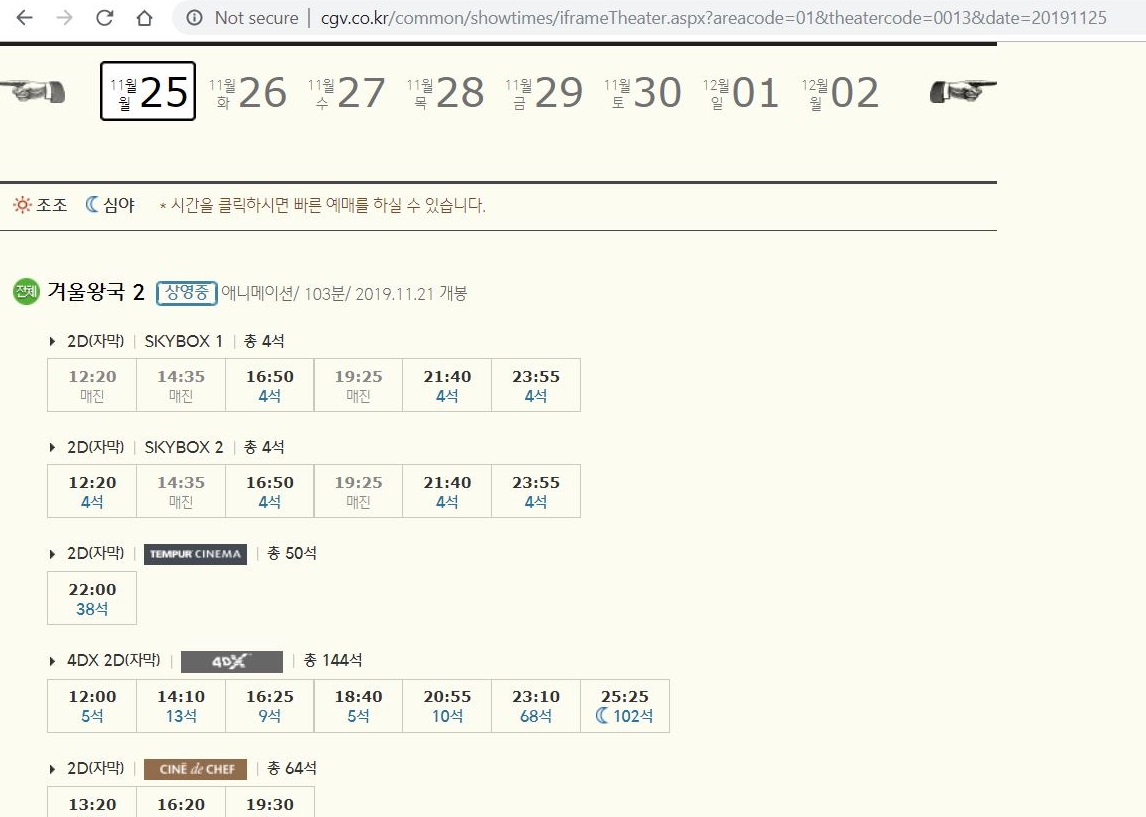 Not secure | cgv.co.kr/common/showtimes/iframeTheater.aspx?areacode=01&theatercode=0013&date=20191125
11월 월 25 11월 화 26 11월 수 27 11월 목 28 11월 금 29 11월 토 30 12월 일 01 12월 월 02
조조 심야 * 시간을 클릭하시면 빠른 예매를 하실 수 있습니다.
전체 겨울왕국 2 상영중 애니메이션/ 103분/ 2019.11.21 개봉
2D(자막) | SKYBOX 1 | 총 4석
12:20 14:35 16:50 19:25 21:40 23:55
매진 매진 4석 매진 4석 4석
2D(자막) | SKYBOX 2 | 총 4석
12:20 14:35 16:50 19:25 21:40 23:55
4석 매진 4석 매진 4석 4석
2D(자막) | TEMPUR CINEMA | 총 50석
22:00
38석
4DX 2D(자막) | 4DX | 총 144석
12:00 14:10 16:25 18:40 20:55 23:10 25:25
5석 13석 9석 5석 10석 68석 102석
2D(자막) | CINÉ de CHEF | 총 64석
13:20 16:20 19:30